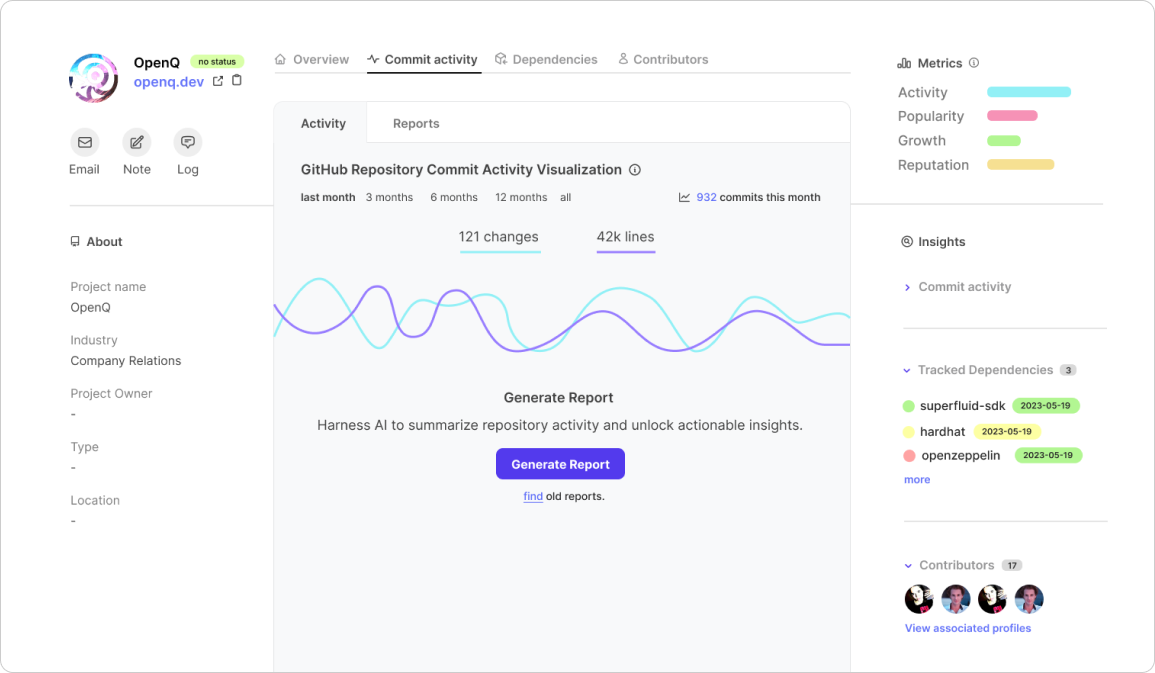 OpenQ no status
openq.dev
Email Note Log
About
Project name
OpenQ
Industry
Company Relations
Project Owner
-
Type
-
Location
-
Overview Commit activity Dependencies Contributors
Activity Reports
GitHub Repository Commit Activity Visualization
last month 3 months 6 months 12 months all 932 commits this month
121 changes 42k lines
Generate Report
Harness AI to summarize repository activity and unlock actionable insights.
Generate Report
find old reports.
Metrics
Activity
Popularity
Growth
Reputation
Insights
Commit activity
Tracked Dependencies 3
superfluid-sdk 2023-05-19
hardhat 2023-05-19
openzeppelin 2023-05-19
more
Contributors 17
View associated profiles